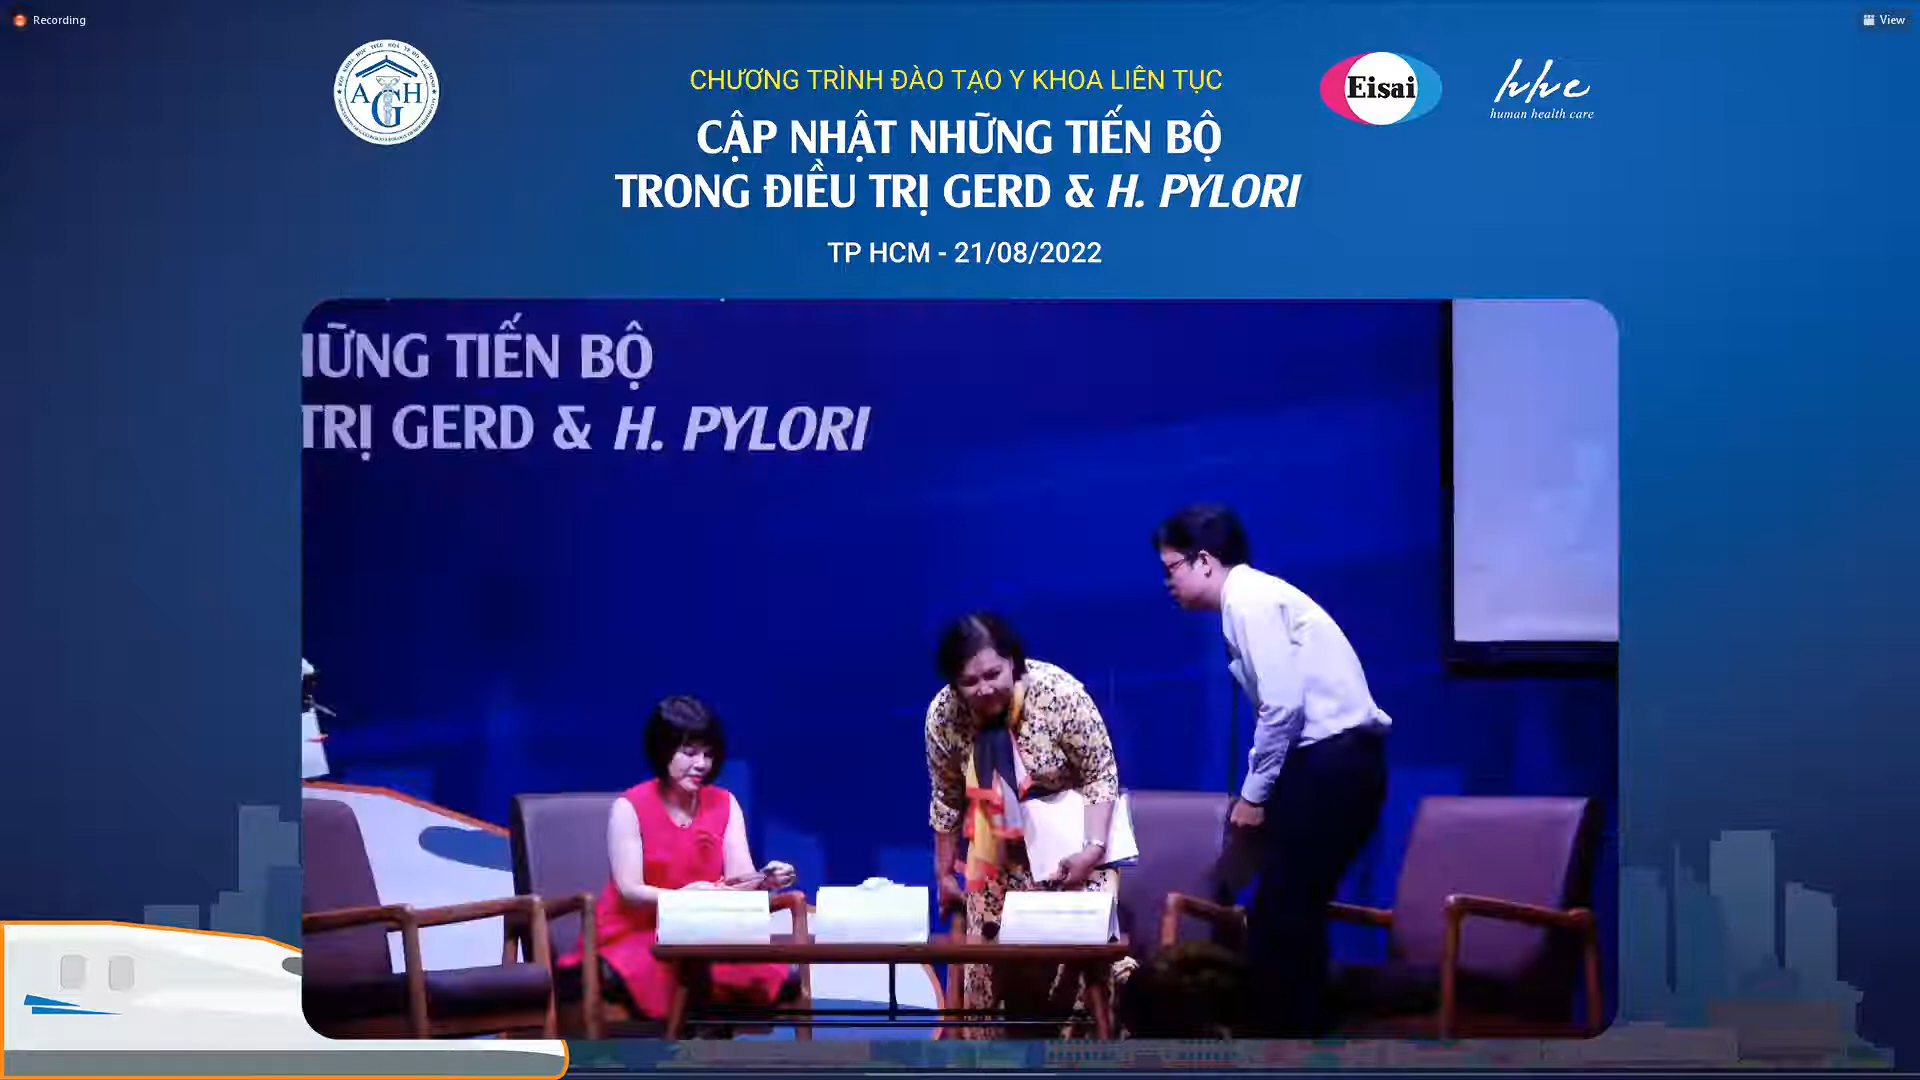 Recording
View
CHƯƠNG TRÌNH ĐÀO TẠO Y KHOA LIÊN TỤC
CẬP NHẬT NHỮNG TIẾN BỘ
TRONG ĐIỀU TRỊ GERD & H. PYLORI
TP HCM - 21/08/2022
AGH
Eisai
hhc
human health care
ỮNG TIẾN BỘ
TRỊ GERD & H. PYLORI